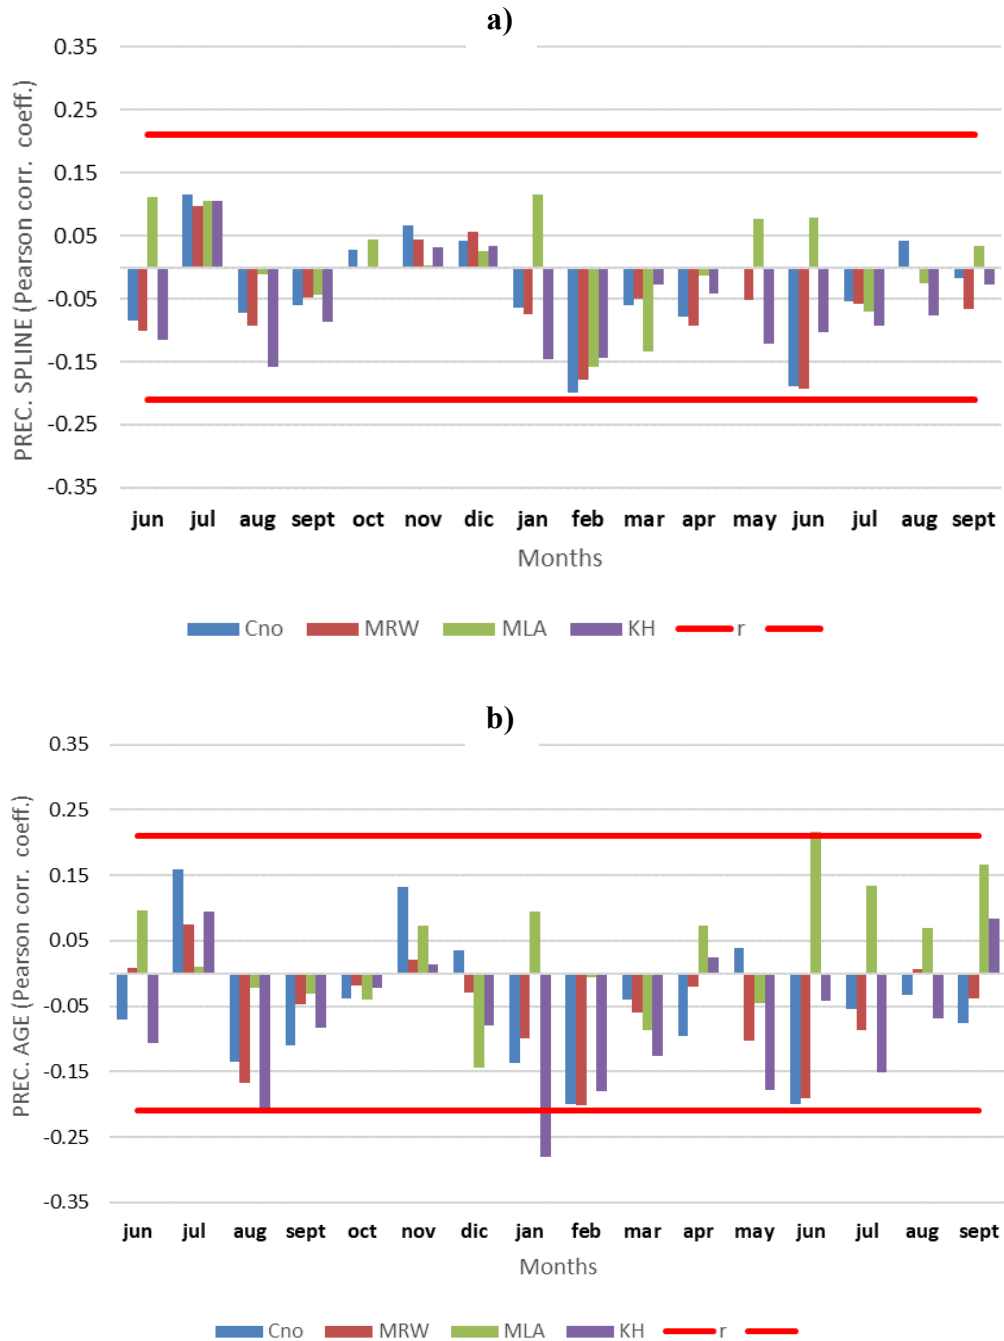 a)
PREC. SPLINE (Pearson corr. coeff.)
0.35
0.25
0.15
0.05
-0.05
-0.15
-0.25
-0.35
jun jul aug sept oct nov dic jan feb mar apr may jun jul aug sept
Months
Cno MRW MLA KH r
b)
PREC. AGE (Pearson corr. coeff.)
0.35
0.25
0.15
0.05
-0.05
-0.15
-0.25
-0.35
jun jul aug sept oct nov dic jan feb mar apr may jun jul aug sept
Months
Cno MRW MLA KH r